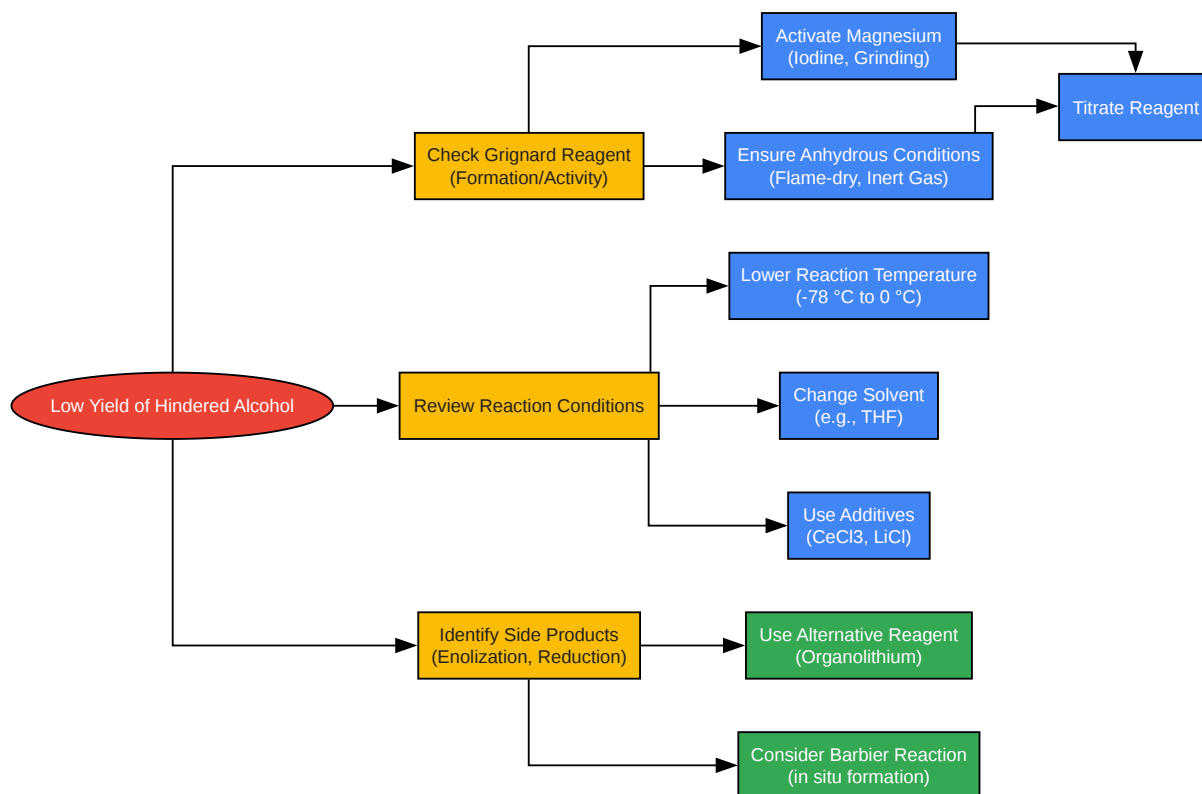 Activate Magnesium
(Iodine, Grinding)
Titrate Reagent
Check Grignard Reagent
(Formation/Activity)
Ensure Anhydrous Conditions
(Flame-dry, Inert Gas)
Lower Reaction Temperature
(-78 °C to 0 °C)
Low Yield of Hindered Alcohol
Review Reaction Conditions
Change Solvent
(e.g., THF)
Use Additives
(CeCl3, LiCl)
Identify Side Products
(Enolization, Reduction)
Use Alternative Reagent
(Organolithium)
Consider Barbier Reaction
(in situ formation)